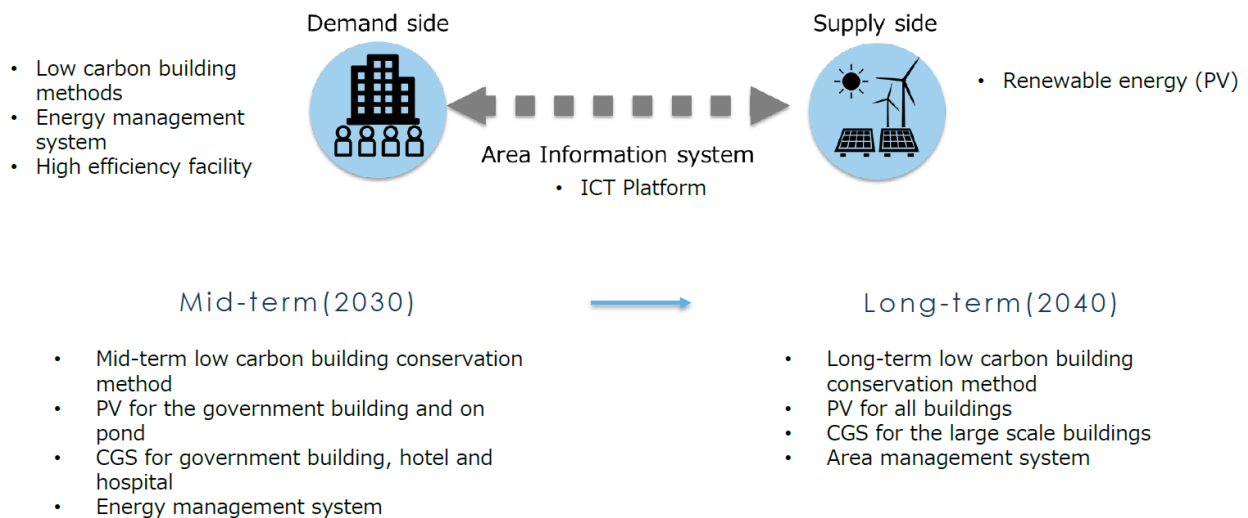 Demand side
• Low carbon building
methods
• Energy management
system
• High efficiency facility
Area Information system
• ICT Platform
Supply side
• Renewable energy (PV)
Mid-term(2030)
• Mid-term low carbon building conservation
method
• PV for the government building and on
pond
• CGS for government building, hotel and
hospital
• Energy management system
Long-term(2040)
• Long-term low carbon building
conservation method
• PV for all buildings
• CGS for the large scale buildings
• Area management system